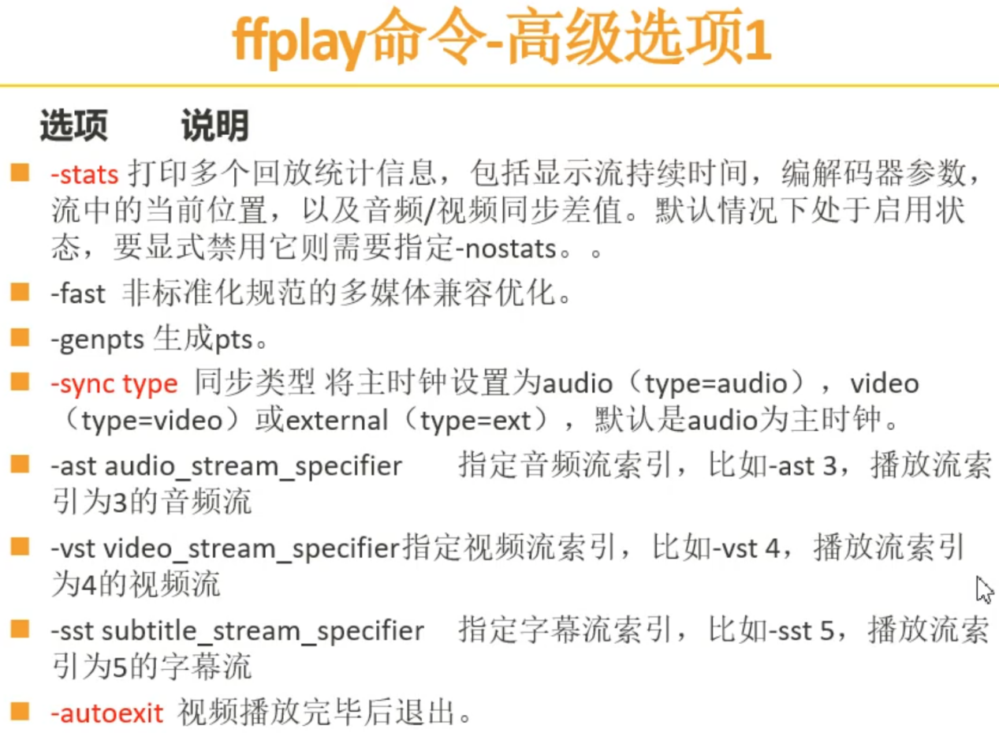 ffplay命令-高级选项1
选项 说明
-stats 打印多个回放统计信息，包括显示流持续时间，编解码器参数，
流中的当前位置，以及音频/视频同步差值。默认情况下处于启用状
态，要显式禁用它则需要指定-nostats。。
-fast 非标准化规范的多媒体兼容优化。
-genpts 生成pts。
-sync type 同步类型 将主时钟设置为audio（type=audio），video
（type=video）或external（type=ext），默认是audio为主时钟。
-ast audio_stream_specifier 指定音频流索引，比如-ast 3，播放流索
引为3的音频流
-vst video_stream_specifier指定视频流索引，比如-vst 4，播放流索引
为4的视频流
-sst subtitle_stream_specifier 指定字幕流索引，比如-sst 5，播放流索
引为5的字幕流
-autoexit 视频播放完毕后退出。